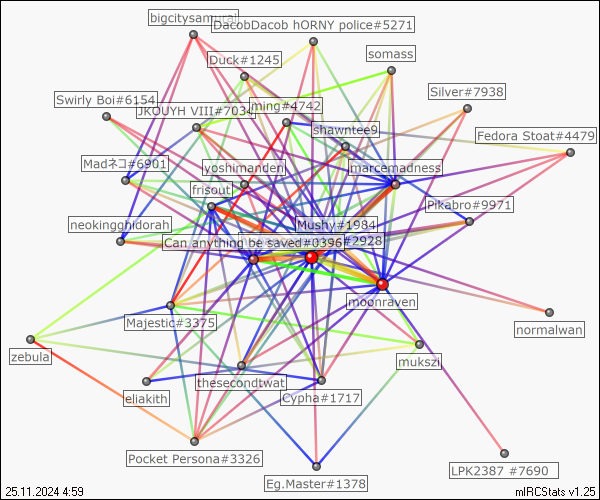 bigcitysamurai
DacobDacob hORNY police#5271
Duck#1245
somass
Silver#7938
Swirly Boi#6154
JKOUYH VIII#7034
ming#4742
shawntee9
Fedora Stoat#4479
Madネコ#6901
yoshimanden
marcemadness
frisout
Pikabro#9971
neokingghidorah
Mushy#1984
Can anything be saved#0396
#2928
moonraven
Majestic#3375
normalwan
zebula
mukszi
thesecondtwat
eliakith
Cypha#1717
Pocket Persona#3326
LPK2387 #7690
Eg.Master#1378
25.11.2024 4:59
mIRCStats v1.25